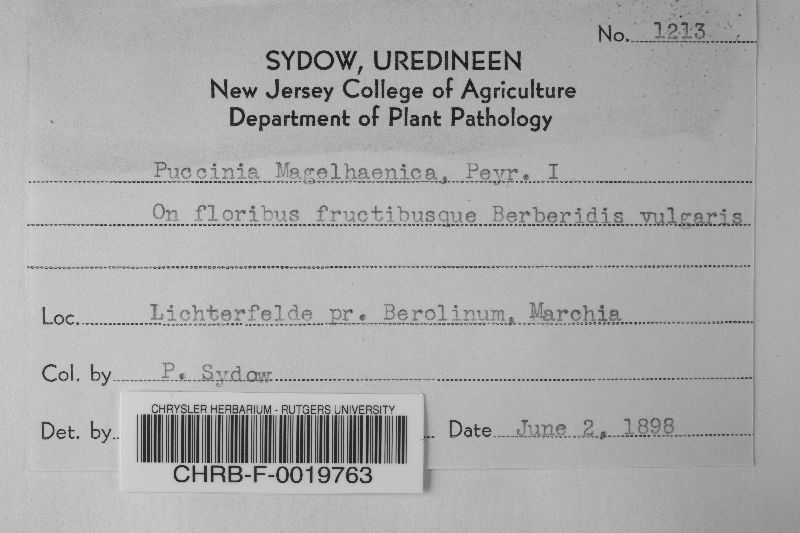 No. 1213
SYDOW, UREDINEEN
New Jersey College of Agriculture
Department of Plant Pathology
Puccinia Magelhaenica, Peyr. I
On floribus fructibusque Berberidis vulgaris
Loc. Lichterfelde pr. Berolinum, Marchia
Col. by P. Sydow
Det. by Date June 2, 1898
CHRYSLER HERBARIUM - RUTGERS UNIVERSITY
CHRB-F-0019763